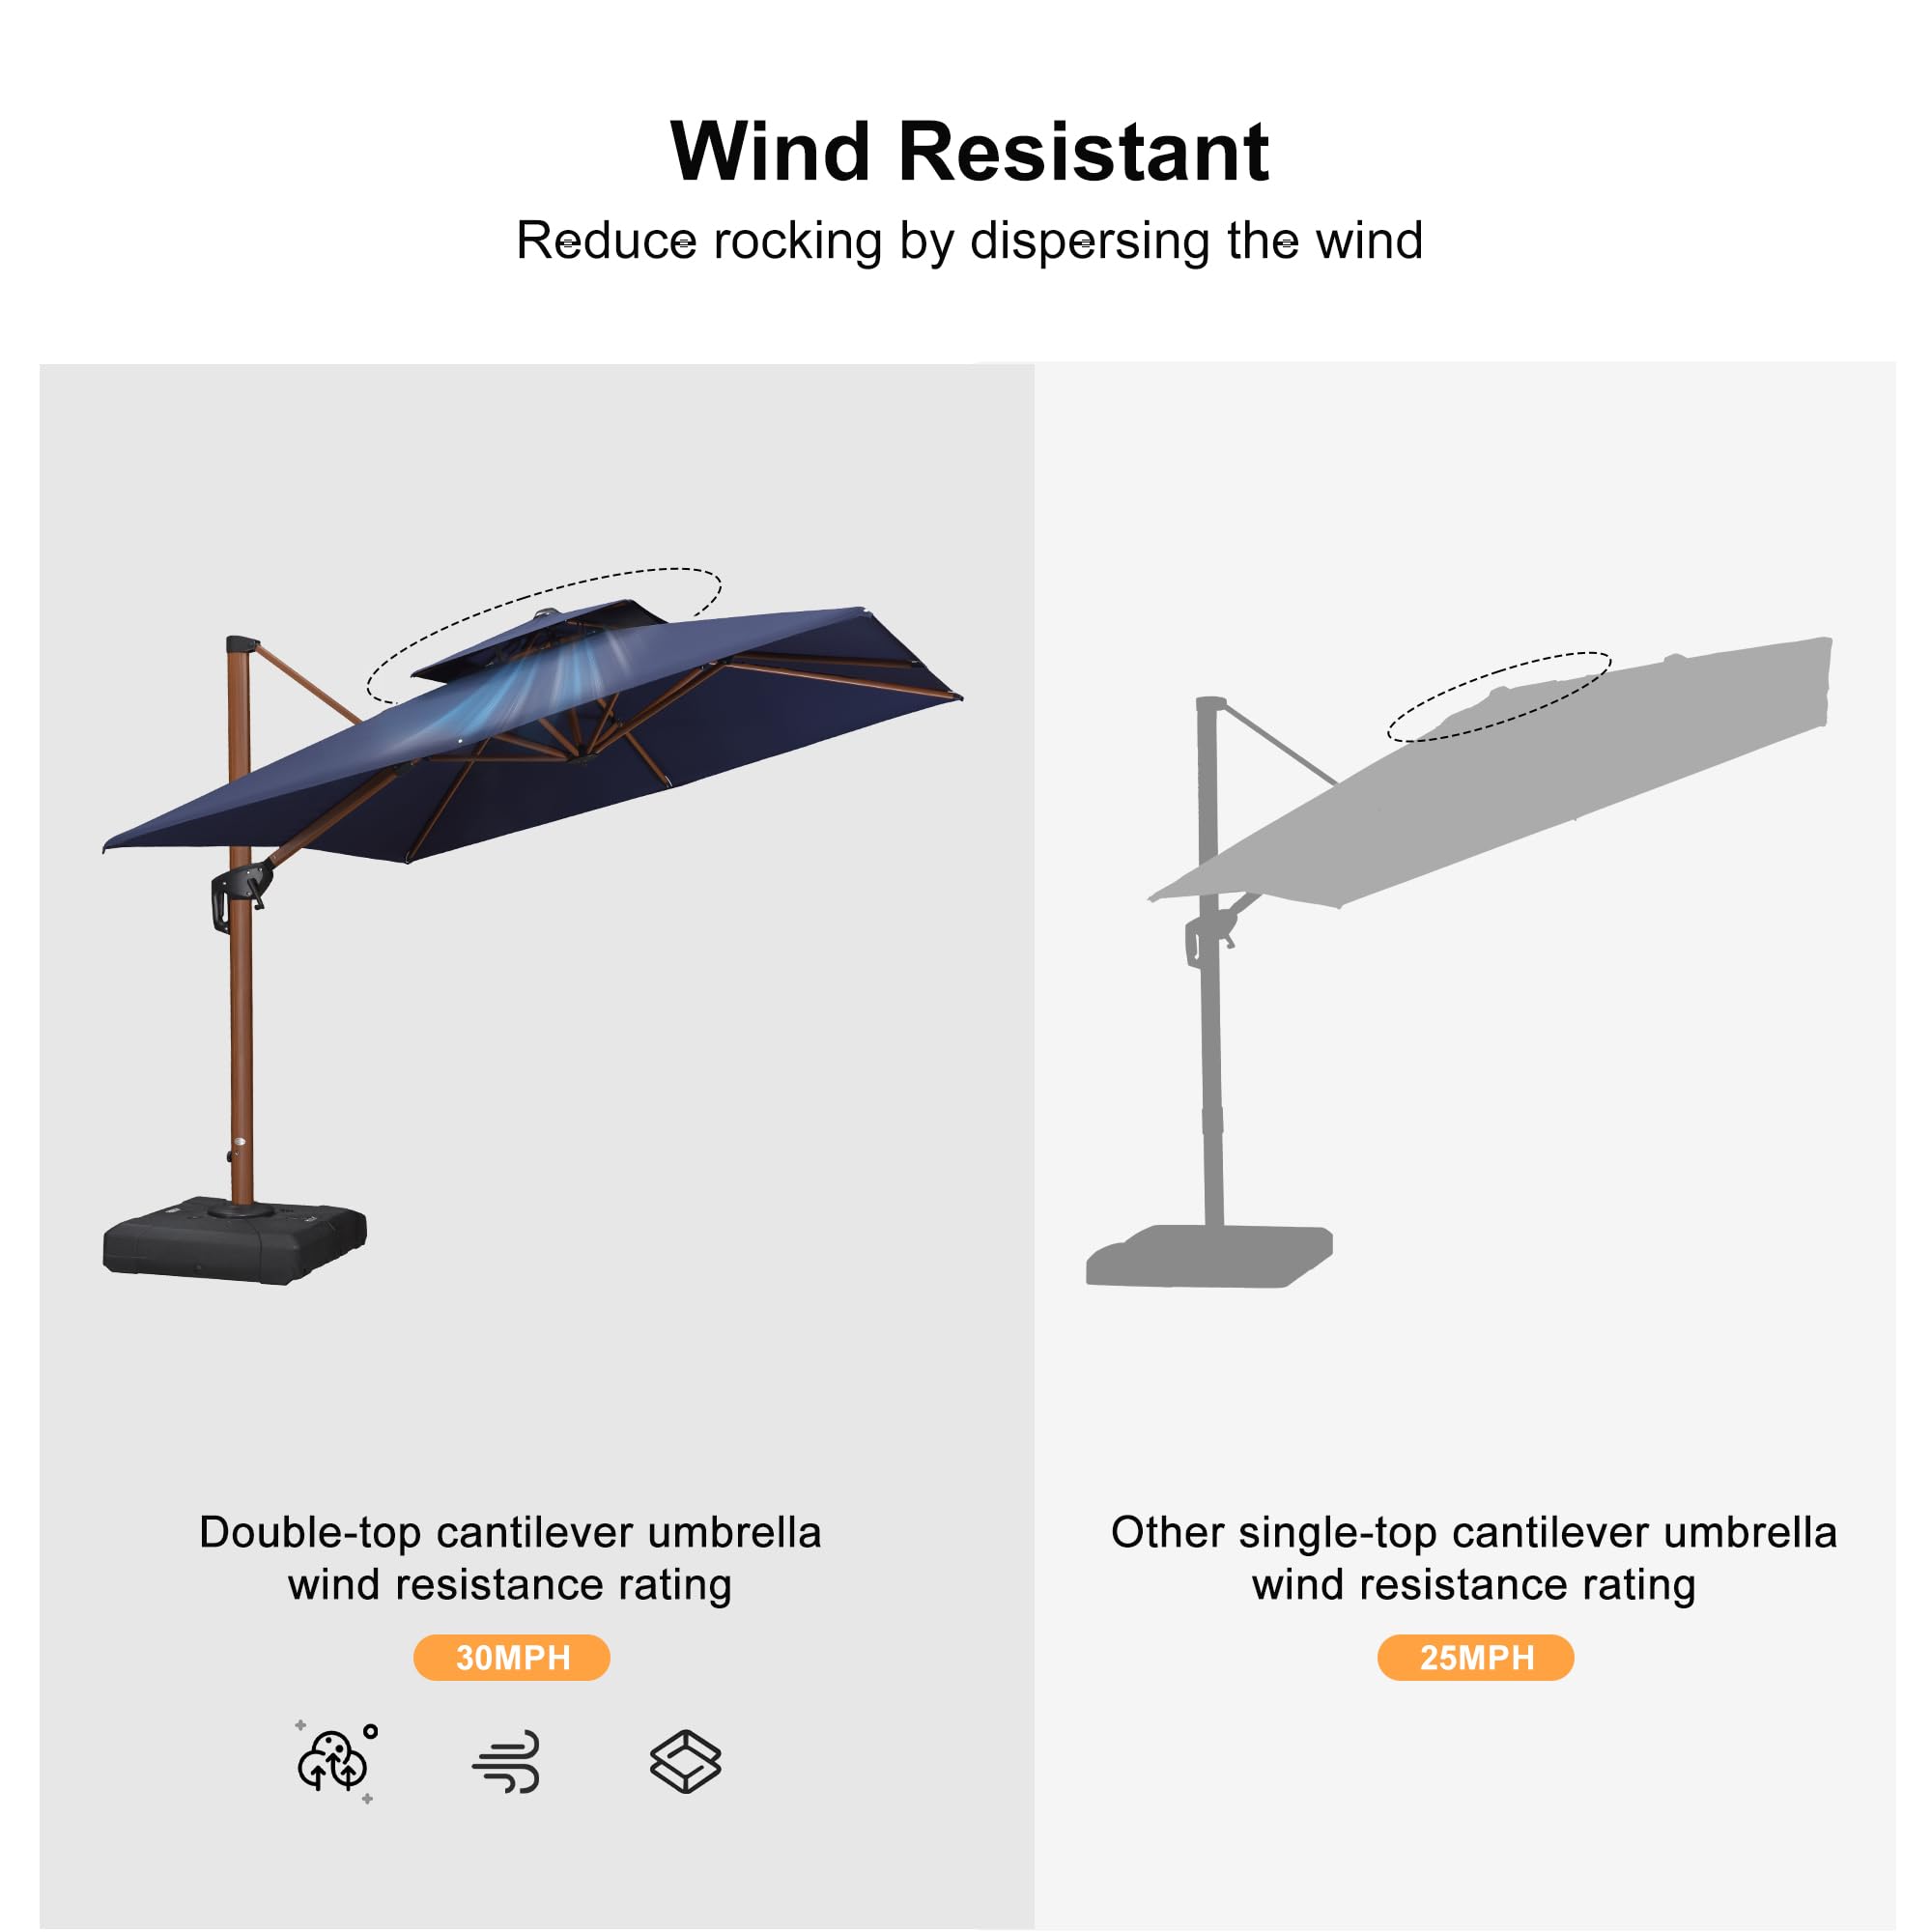 Wind Resistant
Reduce rocking by dispersing the wind
Double-top cantilever umbrella
wind resistance rating
30MPH
Other single-top cantilever umbrella
wind resistance rating
25MPH